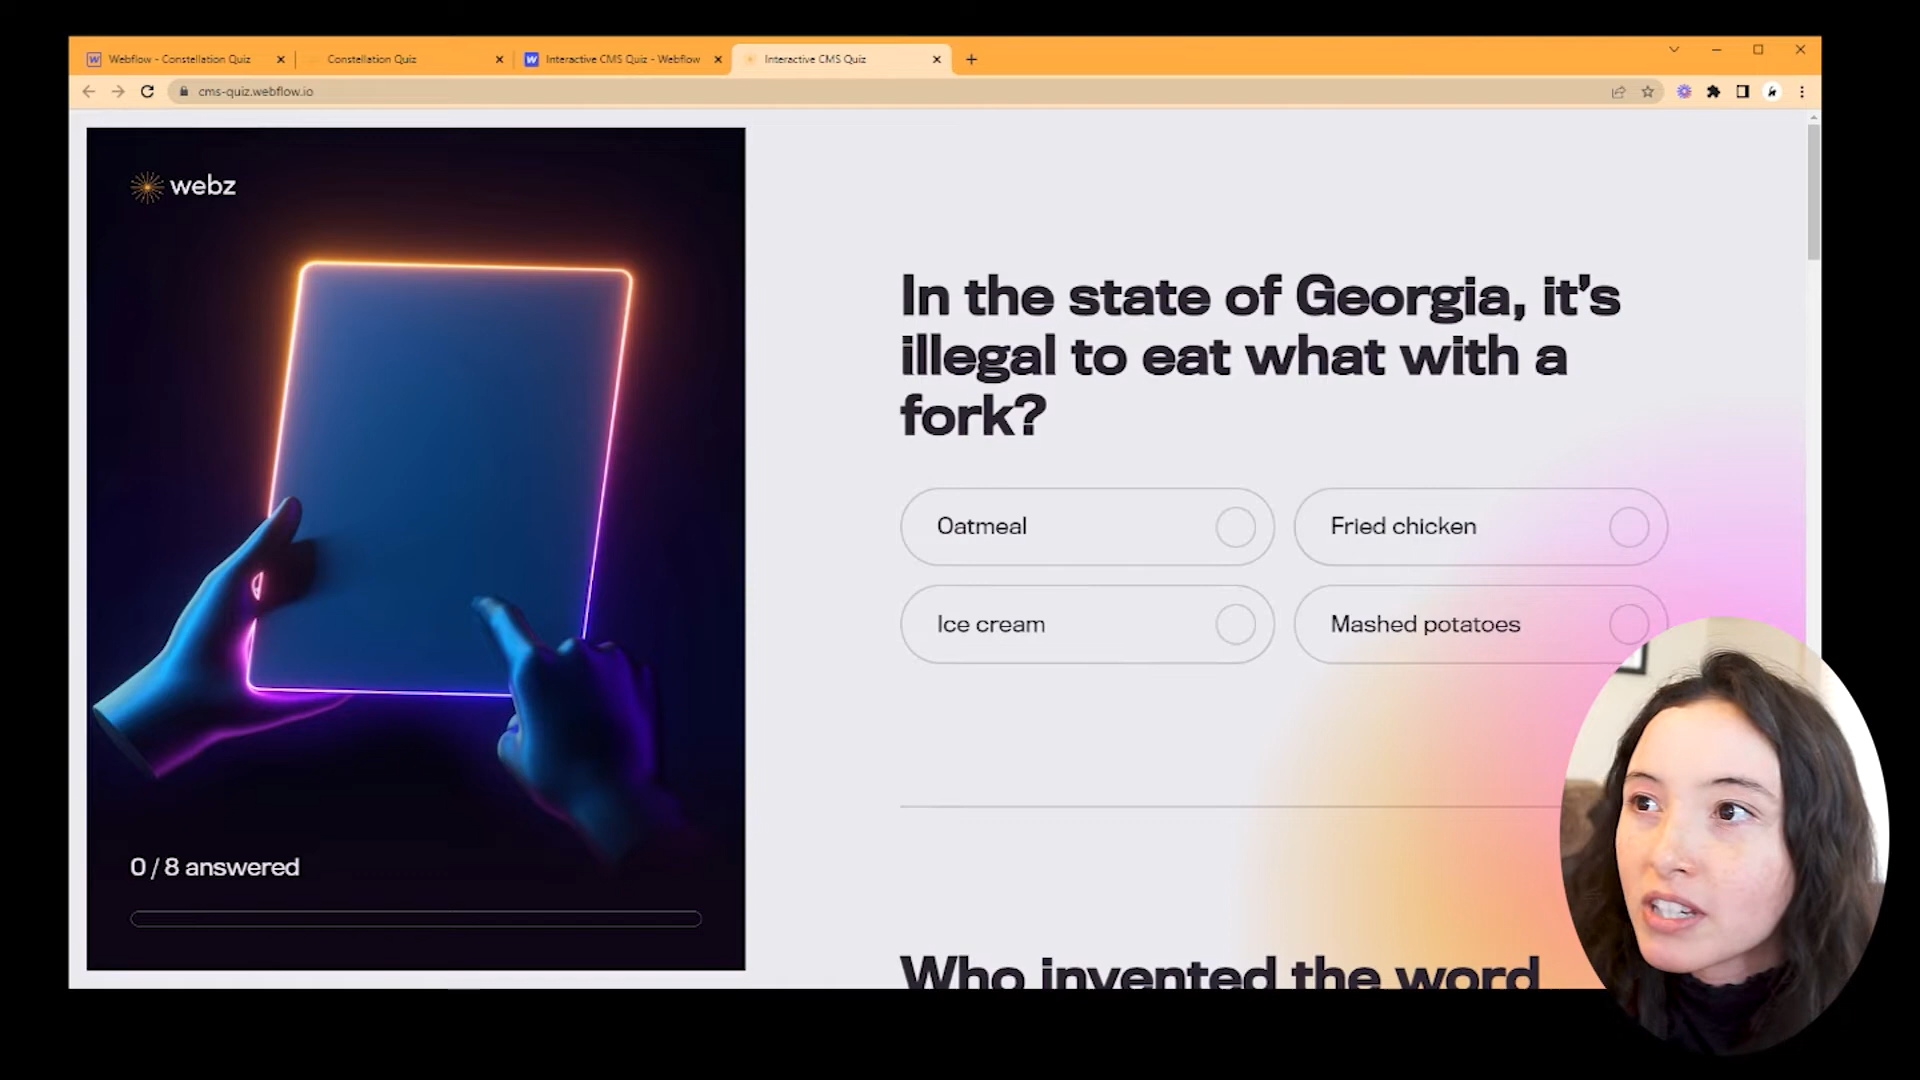 Webflow - Constellation Quiz
Constellation Quiz
Interactive CMS Quiz - Webflow
Interactive CMS Quiz
cms-quiz.webflow.io
webz
In the state of Georgia, it's
illegal to eat what with a
fork?
Oatmeal
Fried chicken
Ice cream
Mashed potatoes
0 / 8 answered
Who invented the word